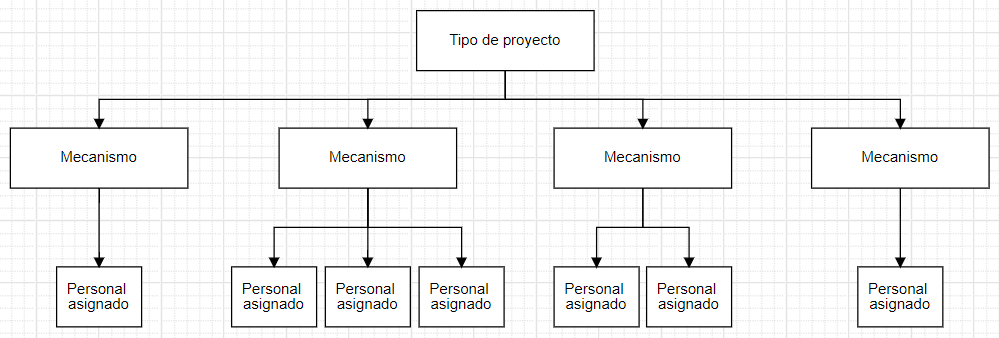 Tipo de proyecto
Mecanismo
Mecanismo
Mecanismo
Mecanismo
Personal
asignado
Personal
asignado
Personal
asignado
Personal
asignado
Personal
asignado
Personal
asignado
Personal
asignado